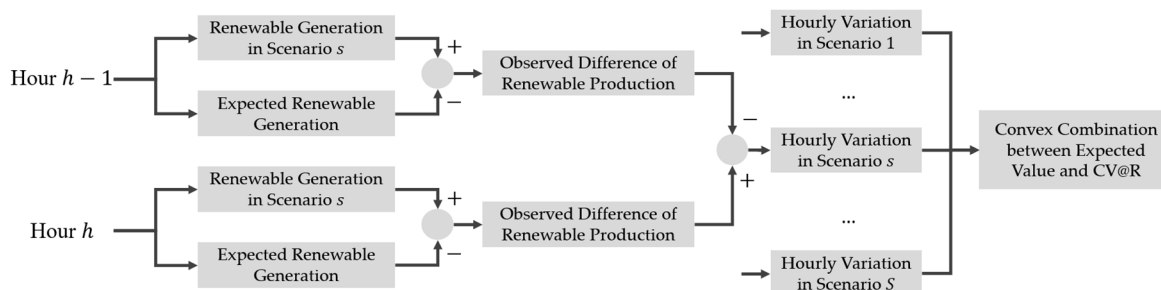 Hour h − 1
Renewable Generation
in Scenario s
Expected Renewable
Generation
+
−
Observed Difference of
Renewable Production
Hour h
Renewable Generation
in Scenario s
Expected Renewable
Generation
+
−
Observed Difference of
Renewable Production
−
+
Hourly Variation
in Scenario 1
...
Hourly Variation
in Scenario s
...
Hourly Variation
in Scenario S
Convex Combination
between Expected
Value and CV@R